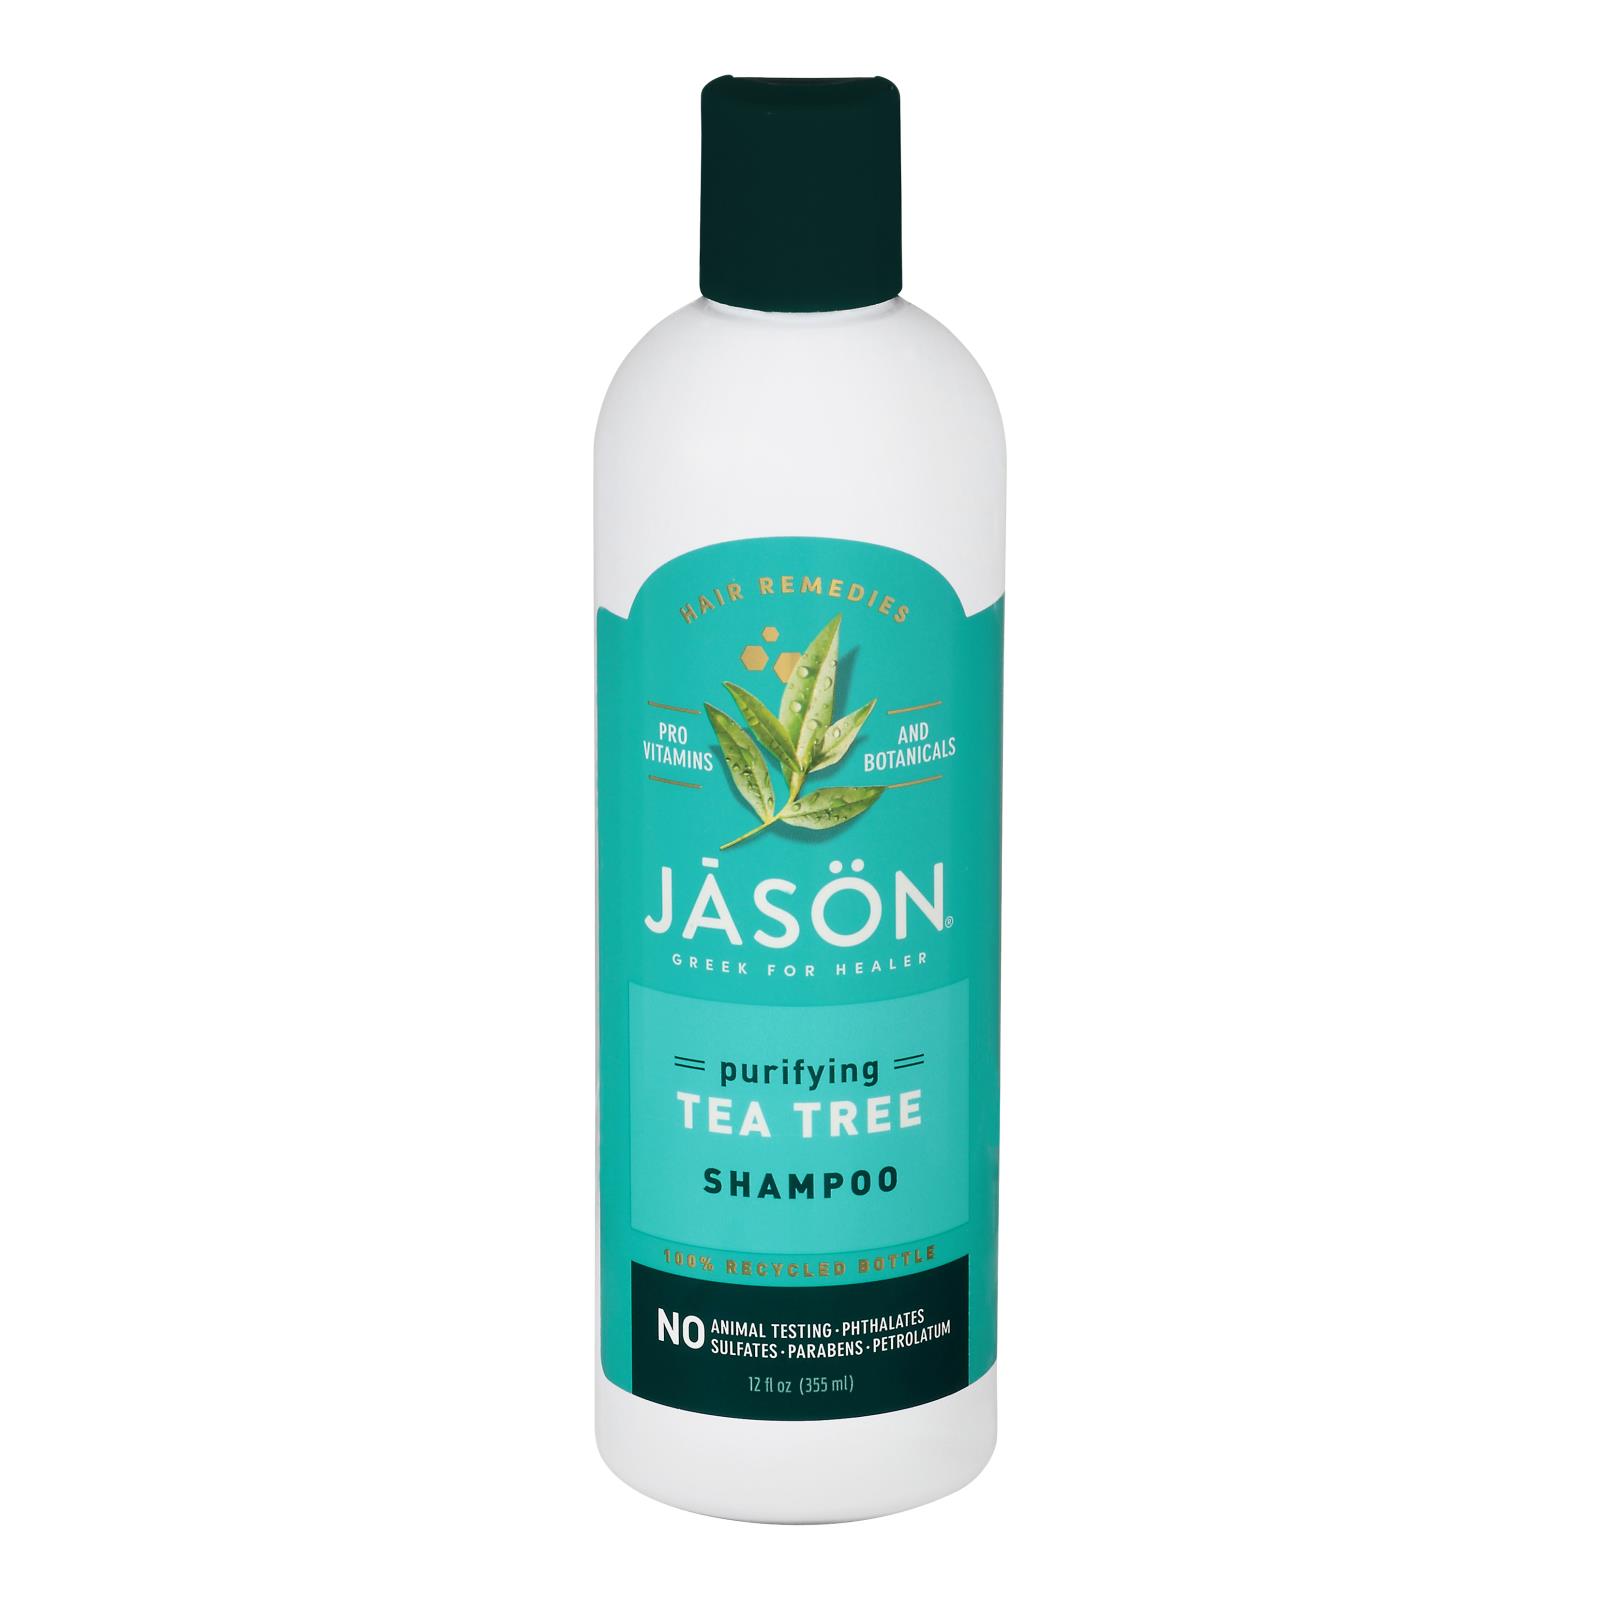 HAIR REMEDIES
PRO
VITAMINS
AND
BOTANICALS
JĀSÖN®
GREEK FOR HEALER
purifying
TEA TREE
SHAMPOO
100% RECYCLED BOTTLE
NO ANIMAL TESTING · PHTHALATES
SULFATES · PARABENS · PETROLATUM
12 fl oz (355 ml)